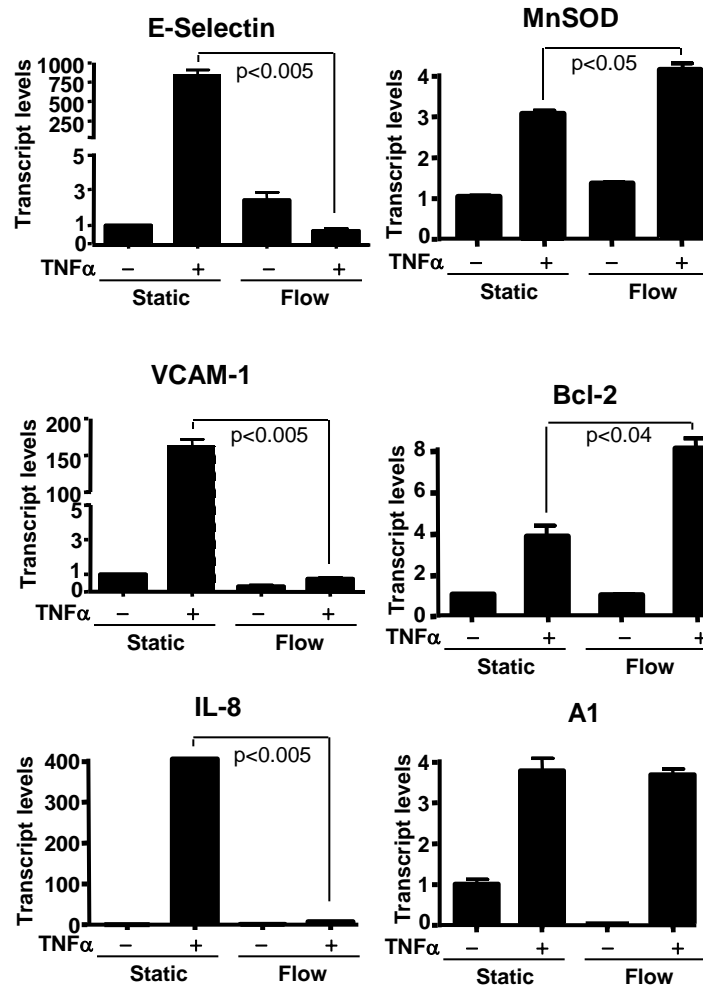 E-Selectin
Transcript levels
1000
750
500
250
5
3
1
0
p<0.005
TNFα − + − +
Static Flow
MnSOD
Transcript levels
4
3
2
1
0
p<0.05
TNFα − + − +
Static Flow
VCAM-1
Transcript levels
200
150
100
5
1
0
p<0.005
TNFα − + − +
Static Flow
Bcl-2
Transcript levels
8
6
4
2
0
p<0.04
TNFα − + − +
Static Flow
IL-8
Transcripts levels
400
300
200
100
0
p<0.005
TNFα − + − +
Static Flow
A1
Transcript levels
4
3
2
1
0
TNFα − + − +
Static Flow